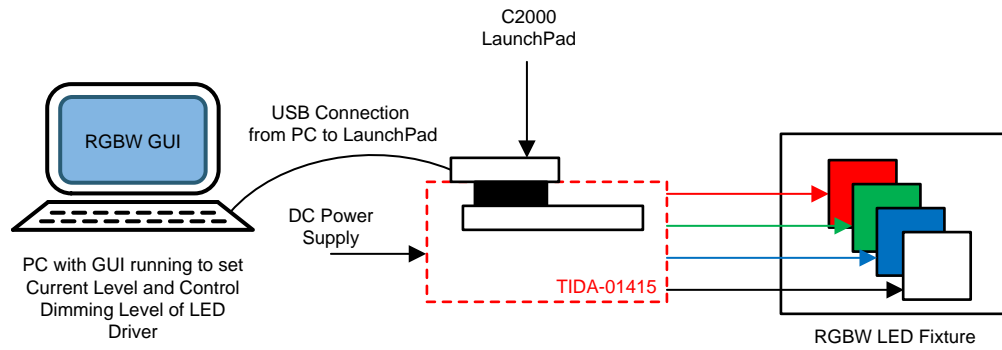 C2000
LaunchPad
USB Connection
from PC to LaunchPad
RGBW GUI
DC Power
Supply
TIDA-01415
PC with GUI running to set
Current Level and Control
Dimming Level of LED
Driver
RGBW LED Fixture